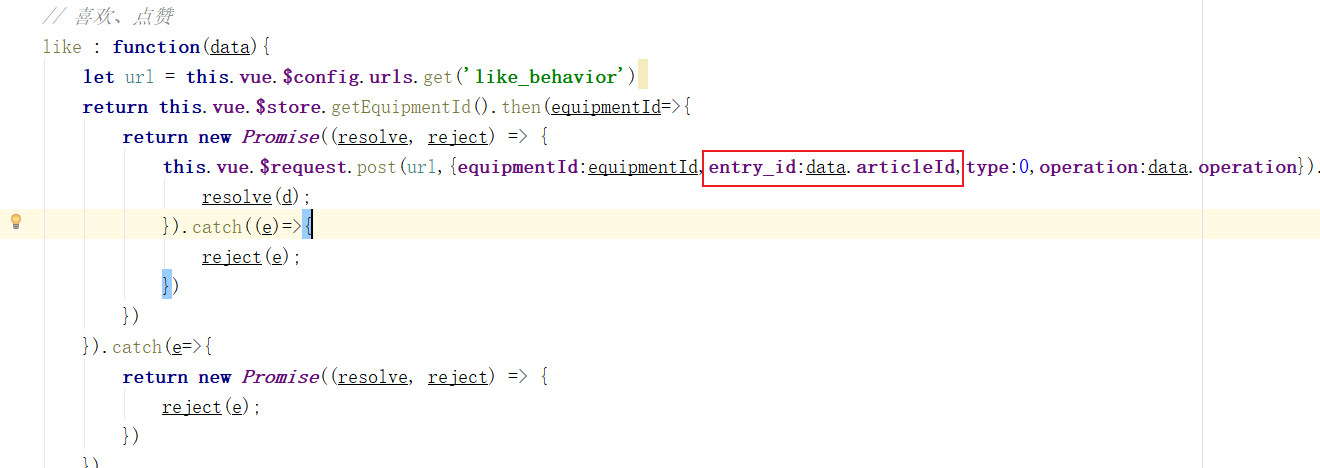 // 喜欢、点赞
like : function(data){
let url = this.vue.$config.urls.get('like_behavior')
return this.vue.$store.getEquipmentId().then(equipmentId=>{
return new Promise((resolve, reject) => {
this.vue.$request.post(url,{equipmentId:equipmentId,entry_id:data.articleId,type:0,operation:data.operation}).
resolve(d);
}).catch((e)=>{
reject(e);
})
})
}).catch(e=>{
return new Promise((resolve, reject) => {
reject(e);
})
})